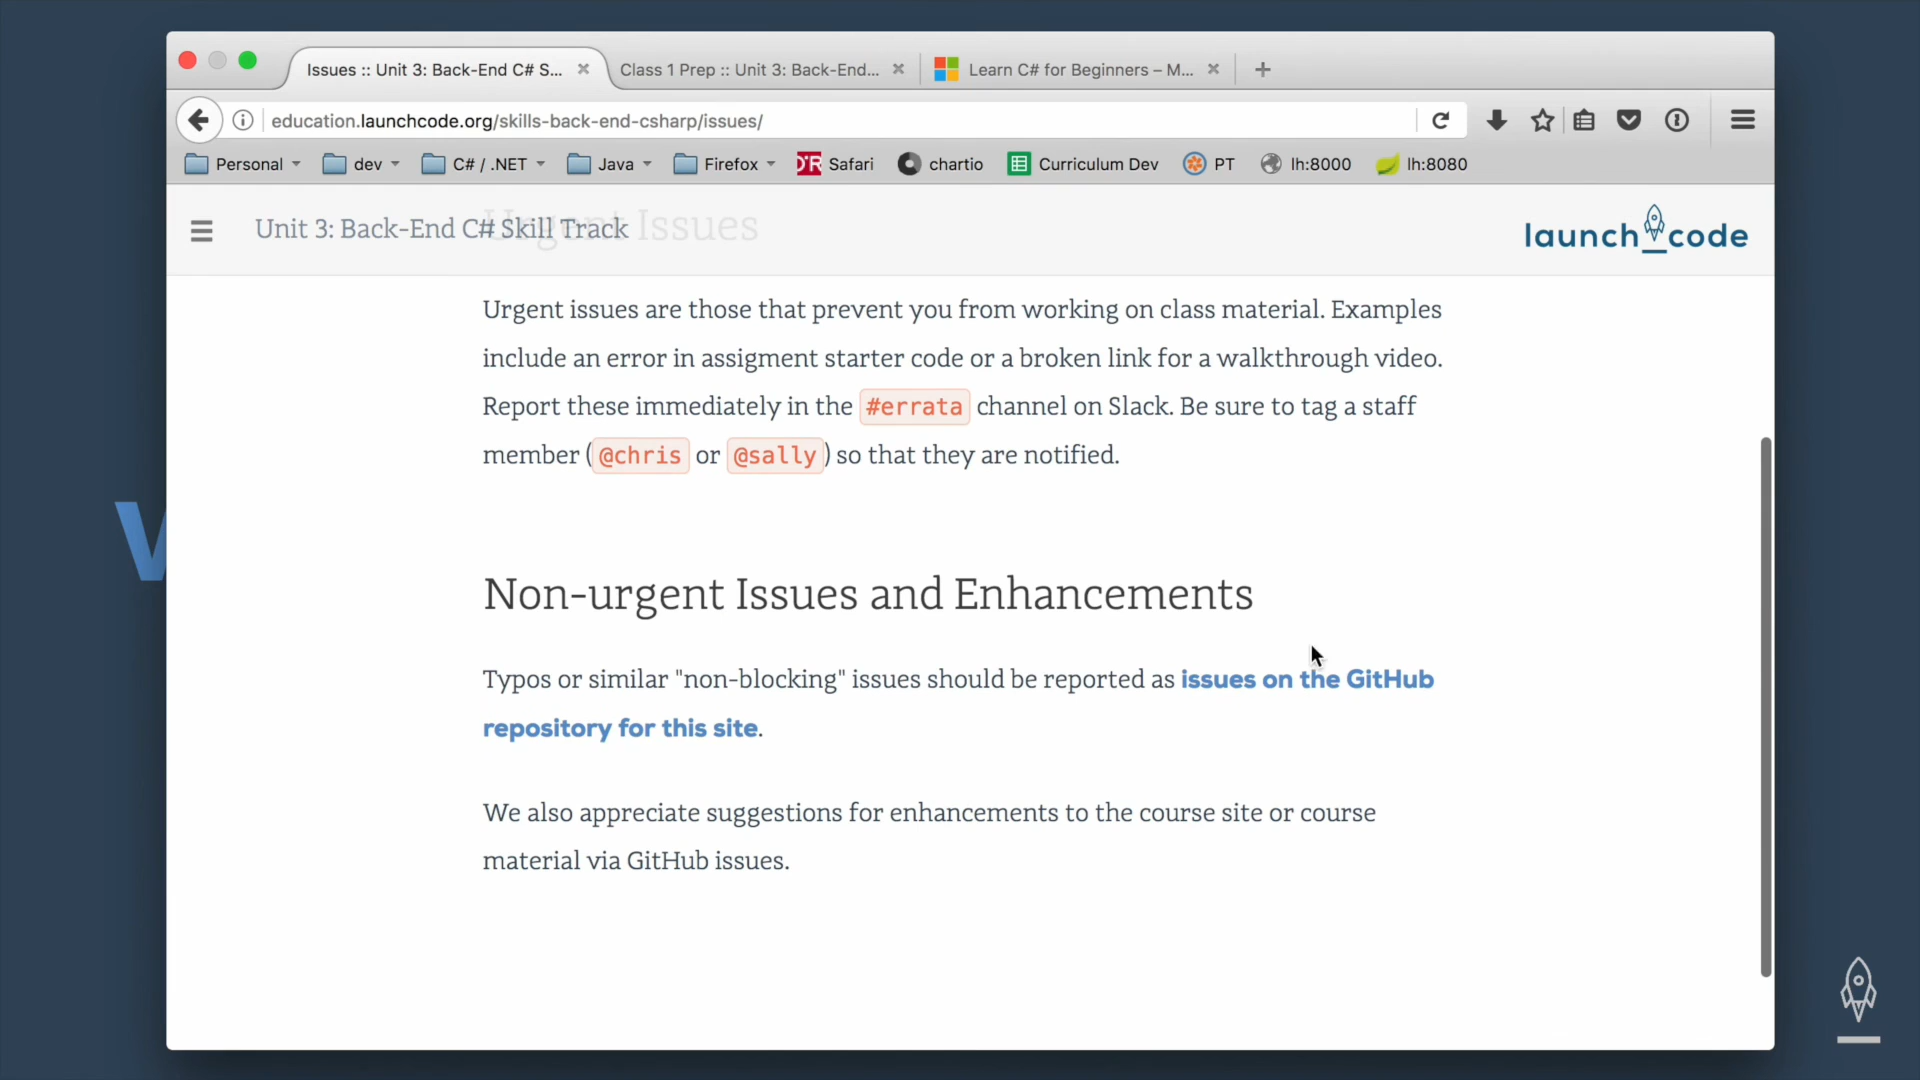 Issues :: Unit 3: Back-End C# S...
Class 1 Prep :: Unit 3: Back-End...
Learn C# for Beginners – M...
education.launchcode.org/skills-back-end-csharp/issues/
Personal
dev
C# / .NET
Java
Firefox
Safari
chartio
Curriculum Dev
PT
lh:8000
lh:8080
Unit 3: Back-End C# Skill Track
Urgent Issues
launch_code
Urgent issues are those that prevent you from working on class material. Examples
include an error in assigment starter code or a broken link for a walkthrough video.
Report these immediately in the #errata channel on Slack. Be sure to tag a staff
member (@chris or @sally) so that they are notified.
Non-urgent Issues and Enhancements
Typos or similar "non-blocking" issues should be reported as issues on the GitHub
repository for this site.
We also appreciate suggestions for enhancements to the course site or course
material via GitHub issues.